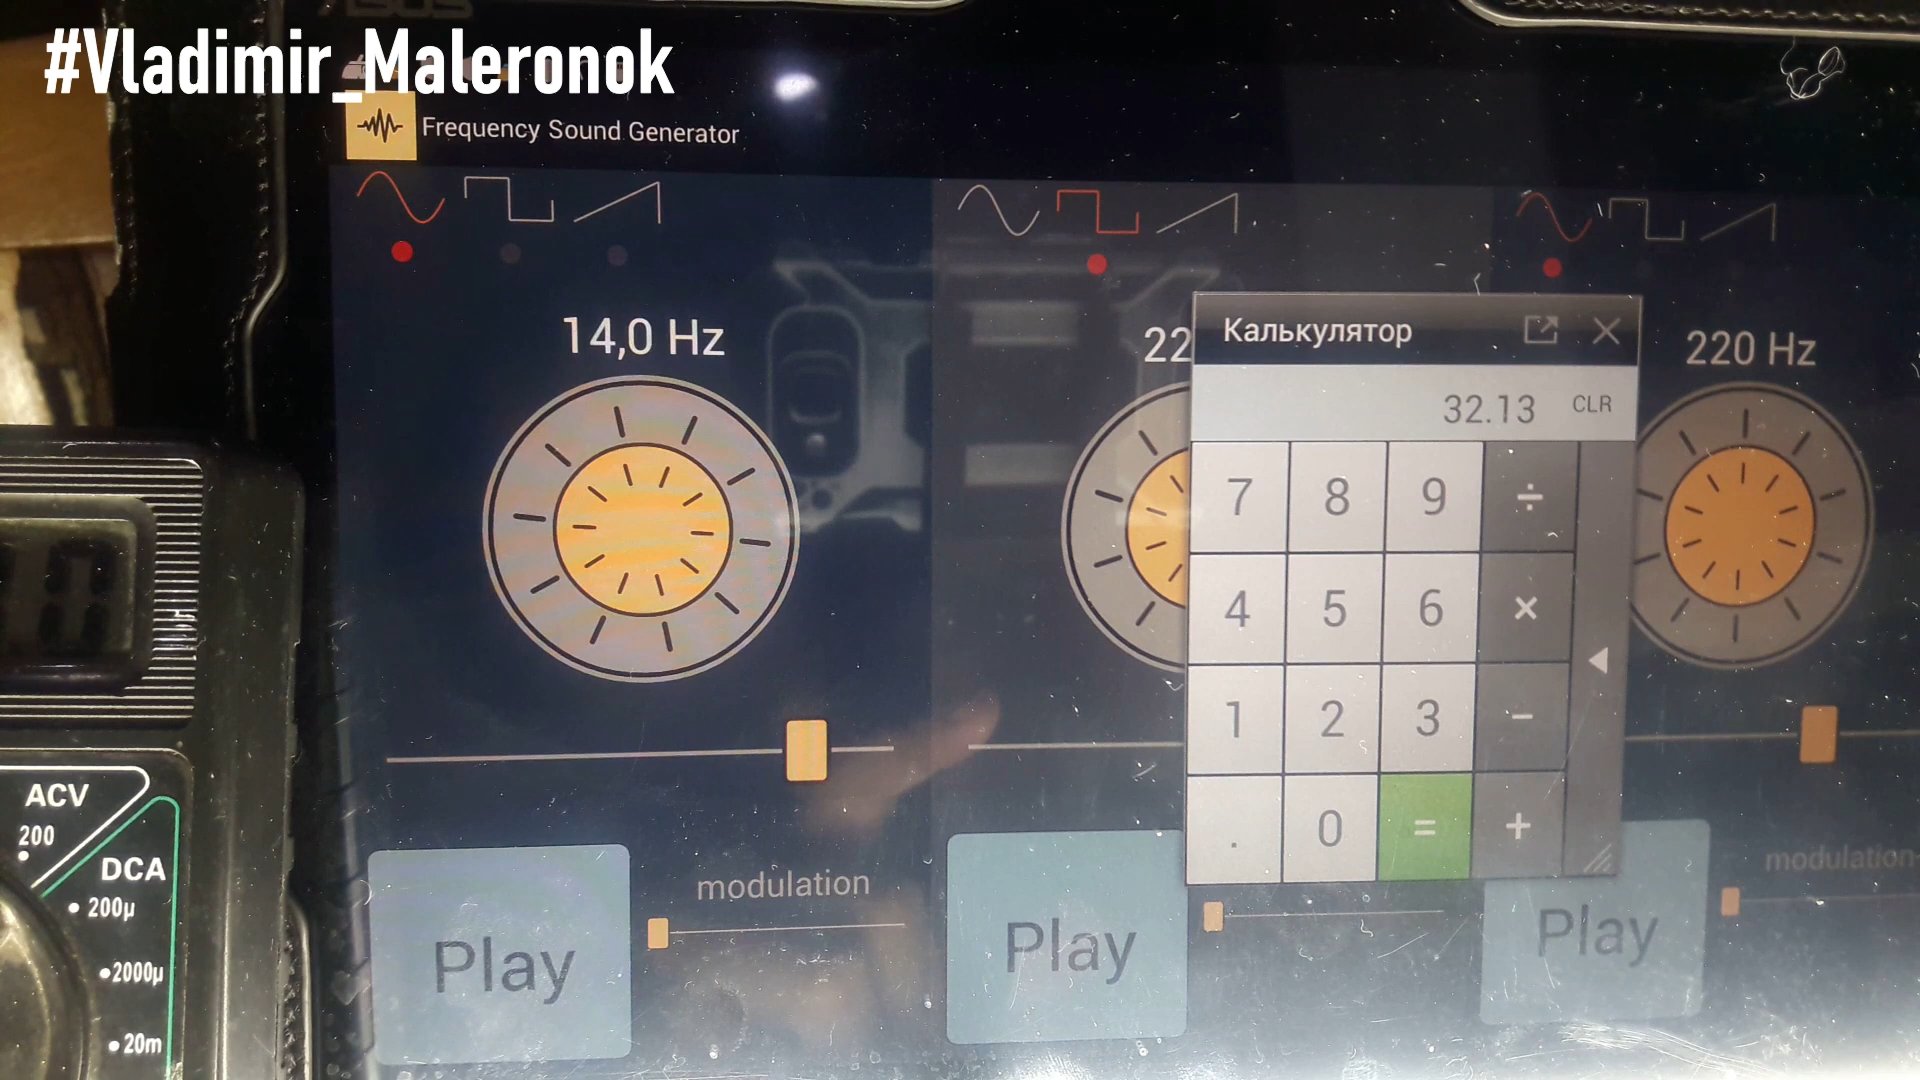 #Vladimir_Maleronok
ASUS
Frequency Sound Generator
14,0 Hz
22
220 Hz
Калькулятор
32.13 CLR
7 8 9 ÷
4 5 6 ×
1 2 3 −
. 0 = +
modulation
modulation
Play
Play
Play
ACV
200
DCA
200µ
2000µ
20m